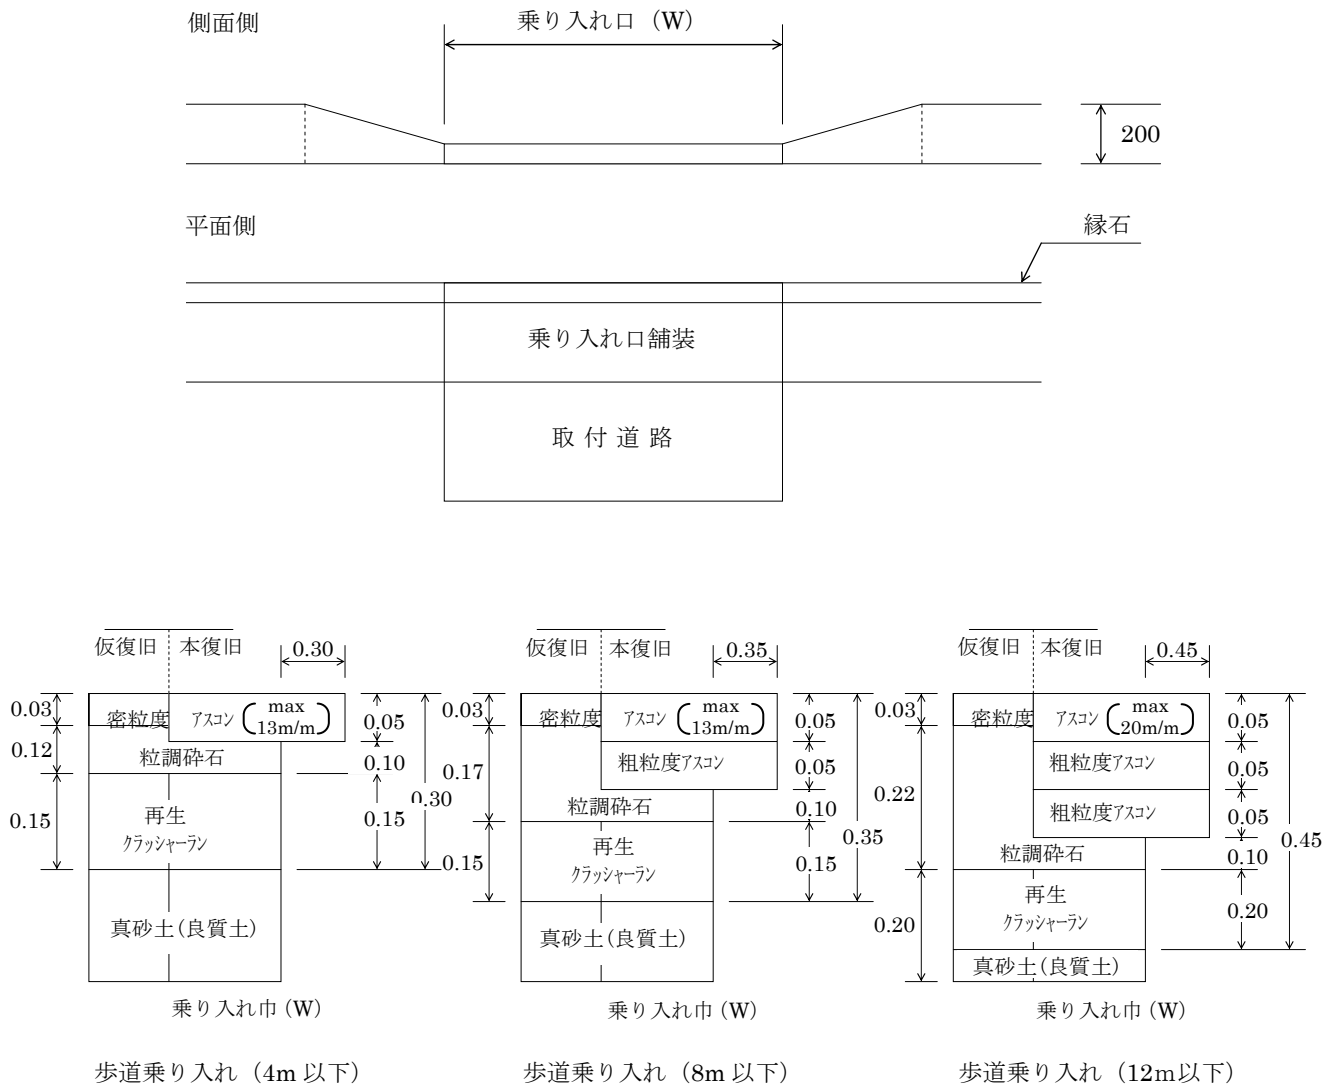 側面側
乗り入れ口（W）
200
平面側
縁石
乗り入れ口舗装
取付道路
仮復旧 本復旧
0.30
0.03
密粒度 アスコン (max 13m/m)
0.05
0.12
粒調砕石
0.10
0.30
0.15
再生
クラッシャーラン
0.15
真砂土(良質土)
乗り入れ巾(W)
歩道乗り入れ（4m以下）
仮復旧 本復旧
0.35
0.03
密粒度 アスコン (max 13m/m)
0.05
粗粒度アスコン
0.05
0.17
粒調砕石
0.10
0.35
0.15
再生
クラッシャーラン
0.15
真砂土(良質土)
乗り入れ巾(W)
歩道乗り入れ（8m以下）
仮復旧 本復旧
0.45
0.03
密粒度 アスコン (max 20m/m)
0.05
粗粒度アスコン
0.05
0.22
粗粒度アスコン
0.05
0.45
粒調砕石
0.10
再生
クラッシャーラン
0.20
0.20
真砂土(良質土)
乗り入れ巾(W)
歩道乗り入れ（12m以下）